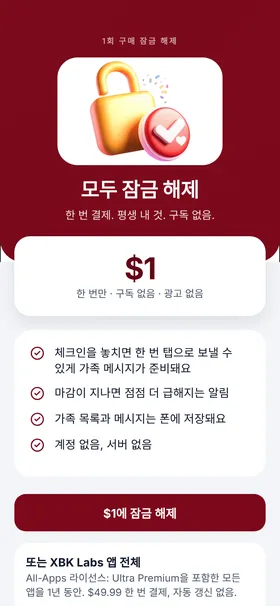 1회 구매 잠금 해제
모두 잠금 해제
한 번 결제. 평생 내 것. 구독 없음.
$1
한 번만 · 구독 없음 · 광고 없음
체크인을 놓치면 한 번 탭으로 보낼 수
있게 가족 메시지가 준비돼요
마감이 지나면 점점 더 급해지는 알림
가족 목록과 메시지는 폰에 저장돼요
계정 없음, 서버 없음
$1에 잠금 해제
또는 XBK Labs 앱 전체
All-Apps 라이선스: Ultra Premium을 포함한 모든
앱을 1년 동안. $49.99 한 번 결제, 자동 갱신 없음.